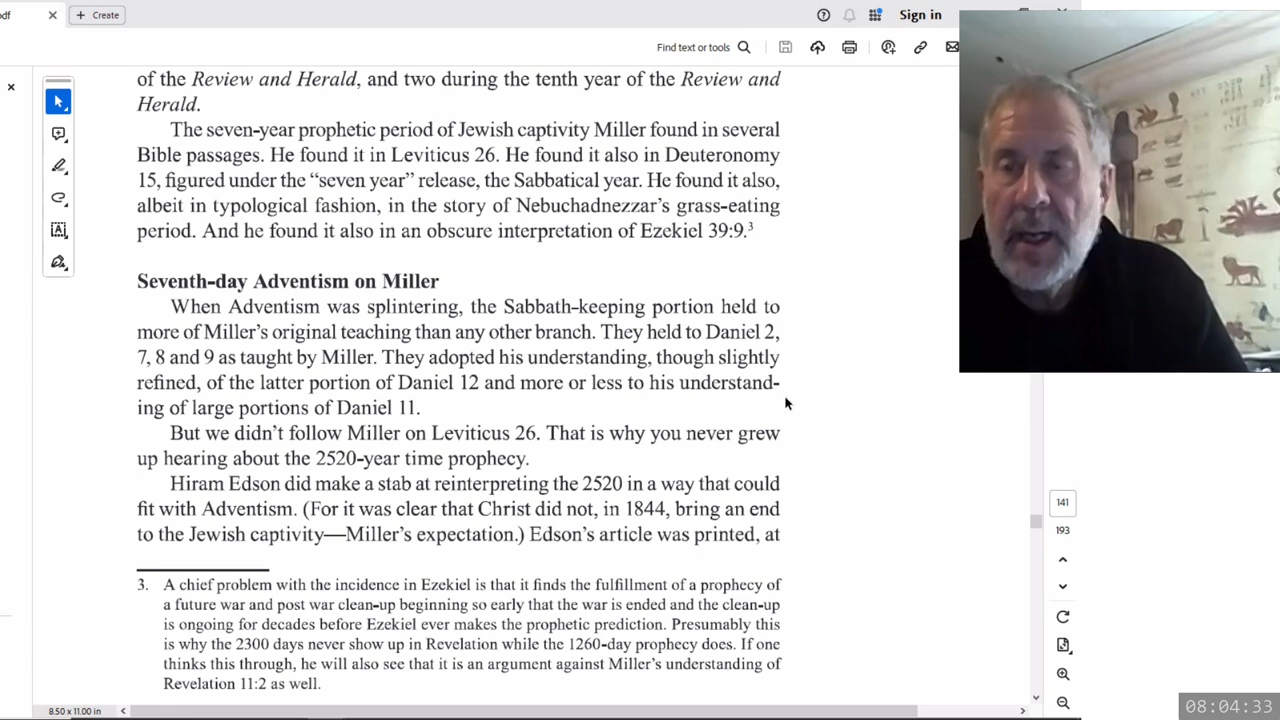 df
Create
Sign in
Find text or tools
of the Review and Herald, and two during the tenth year of the Review and
Herald.
The seven-year prophetic period of Jewish captivity Miller found in several
Bible passages. He found it in Leviticus 26. He found it also in Deuteronomy
15, figured under the “seven year” release, the Sabbatical year. He found it also,
albeit in typological fashion, in the story of Nebuchadnezzar’s grass-eating
period. And he found it also in an obscure interpretation of Ezekiel 39:9.3
Seventh-day Adventism on Miller
When Adventism was splintering, the Sabbath-keeping portion held to
more of Miller’s original teaching than any other branch. They held to Daniel 2,
7, 8 and 9 as taught by Miller. They adopted his understanding, though slightly
refined, of the latter portion of Daniel 12 and more or less to his understand-
ing of large portions of Daniel 11.
But we didn’t follow Miller on Leviticus 26. That is why you never grew
up hearing about the 2520-year time prophecy.
Hiram Edson did make a stab at reinterpreting the 2520 in a way that could
fit with Adventism. (For it was clear that Christ did not, in 1844, bring an end
to the Jewish captivity—Miller’s expectation.) Edson’s article was printed, at
3. A chief problem with the incidence in Ezekiel is that it finds the fulfillment of a prophecy of
a future war and post war clean-up beginning so early that the war is ended and the clean-up
is ongoing for decades before Ezekiel ever makes the prophetic prediction. Presumably this
is why the 2300 days never show up in Revelation while the 1260-day prophecy does. If one
thinks this through, he will also see that it is an argument against Miller’s understanding of
Revelation 11:2 as well.
141
193
8.50 x 11.00 in
08:04:33